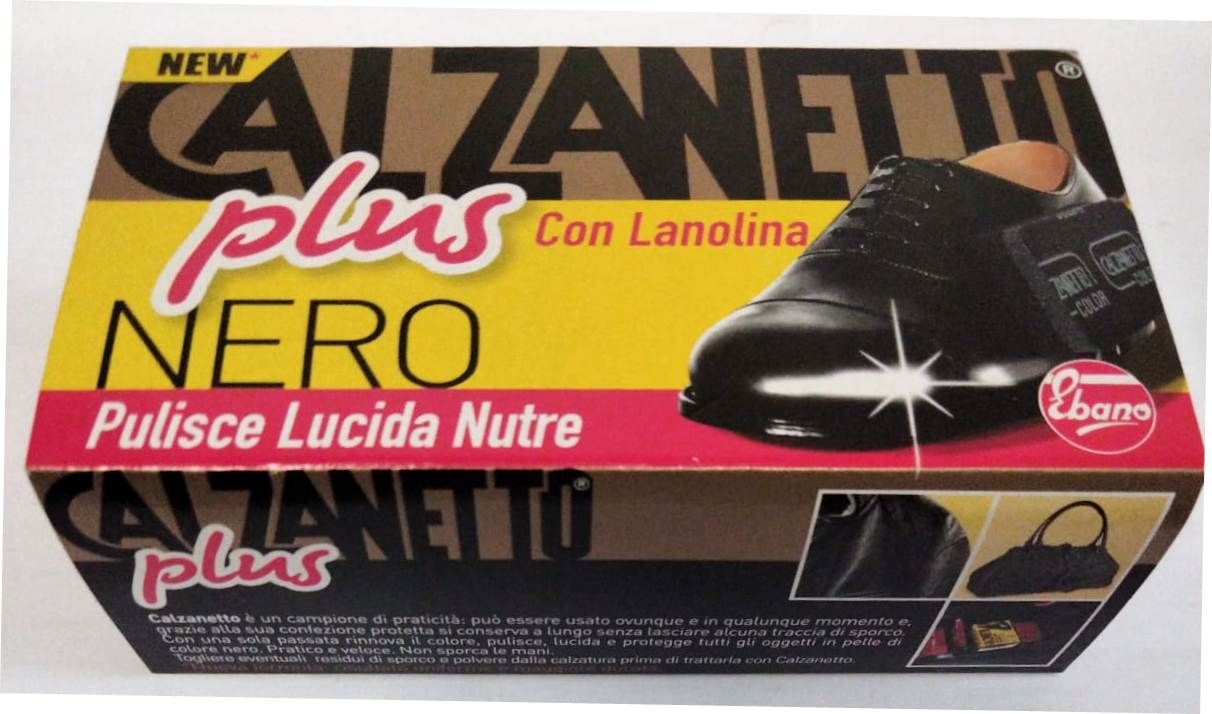 NEW*
CALZANETTO®
plus
Con Lanolina
NERO
Pulisce Lucida Nutre
CALZANETTO
-COLOR
Ebano
CALZANETTO®
plus
Calzanetto è un campione di praticità: può essere usato ovunque e in qualunque momento e,
grazie alla sua confezione protetta si conserva a lungo senza lasciare alcuna traccia di sporco.
Con una sola passata rinnova il colore, pulisce, lucida e protegge tutti gli oggetti in pelle di
colore nero. Pratico e veloce. Non sporca le mani.
Togliere eventuali residui di sporco e polvere dalla calzatura prima di trattarla con Calzanetto.